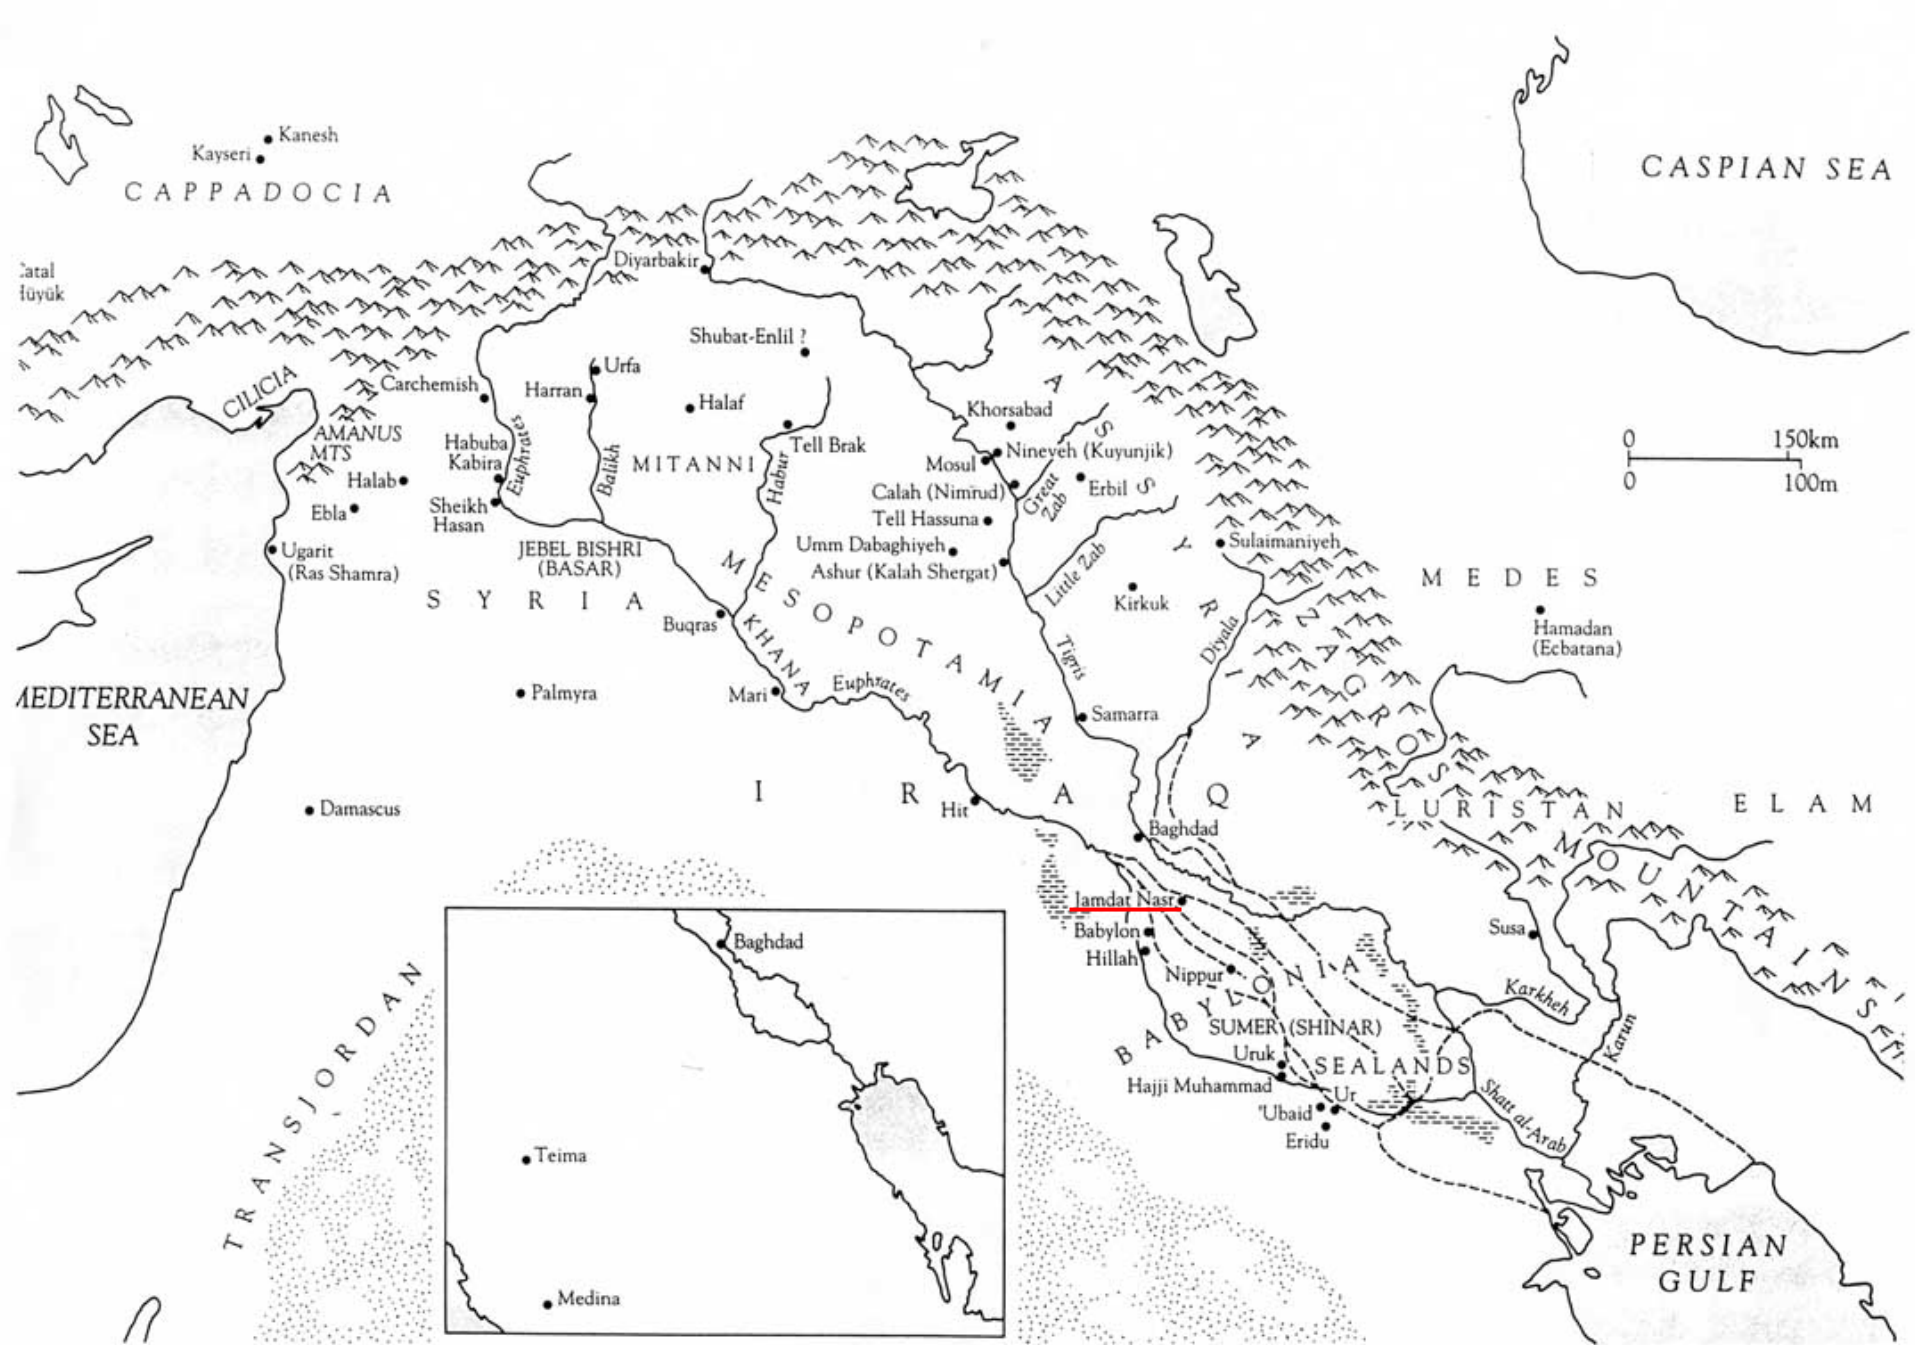 Kanesh
Kayseri
CAPPADOCIA
CASPIAN SEA
Diyarbakir
atal
üyük
Shubat-Enlil ?
Urfa
CILICIA
Carchemish
Harran
Halaf
Khorsabad
AMANUS
MTS
Habuba
Kabira
Euphrates
Balikh
MITANNI
Habur
Tell Brak
Nineveh (Kuyunjik)
Mosul
0 150km
0 100m
Halab
Ebla
Sheikh
Hasan
Calah (Nimrud)
Great
Zab
Erbil
Tell Hassuna
Umm Dabaghiyeh
Ashur (Kalah Shergat)
Sulaimaniyeh
Ugarit
(Ras Shamra)
JEBEL BISHRI
(BASAR)
SYRIA
MESOPOTAMIA
ASSYRIA
Little Zab
Kirkuk
MEDES
Hamadan
(Ecbatana)
Buqras
KHANA
Tigris
Diyala
ZAGROS
MOUNTAINS
MEDITERRANEAN
SEA
Palmyra
Mari
Euphrates
Samarra
IRAQ
Hit
Damascus
Baghdad
LURISTAN
ELAM
Jamdat Nasr
Babylon
Hillah
Nippur
BABYLONIA
Susa
Karkheh
Karun
SUMER (SHINAR)
Uruk
SEALANDS
Hajji Muhammad
Ur
'Ubaid
Eridu
Shatt al-Arab
TRANSJORDAN
Baghdad
Teima
Medina
PERSIAN
GULF